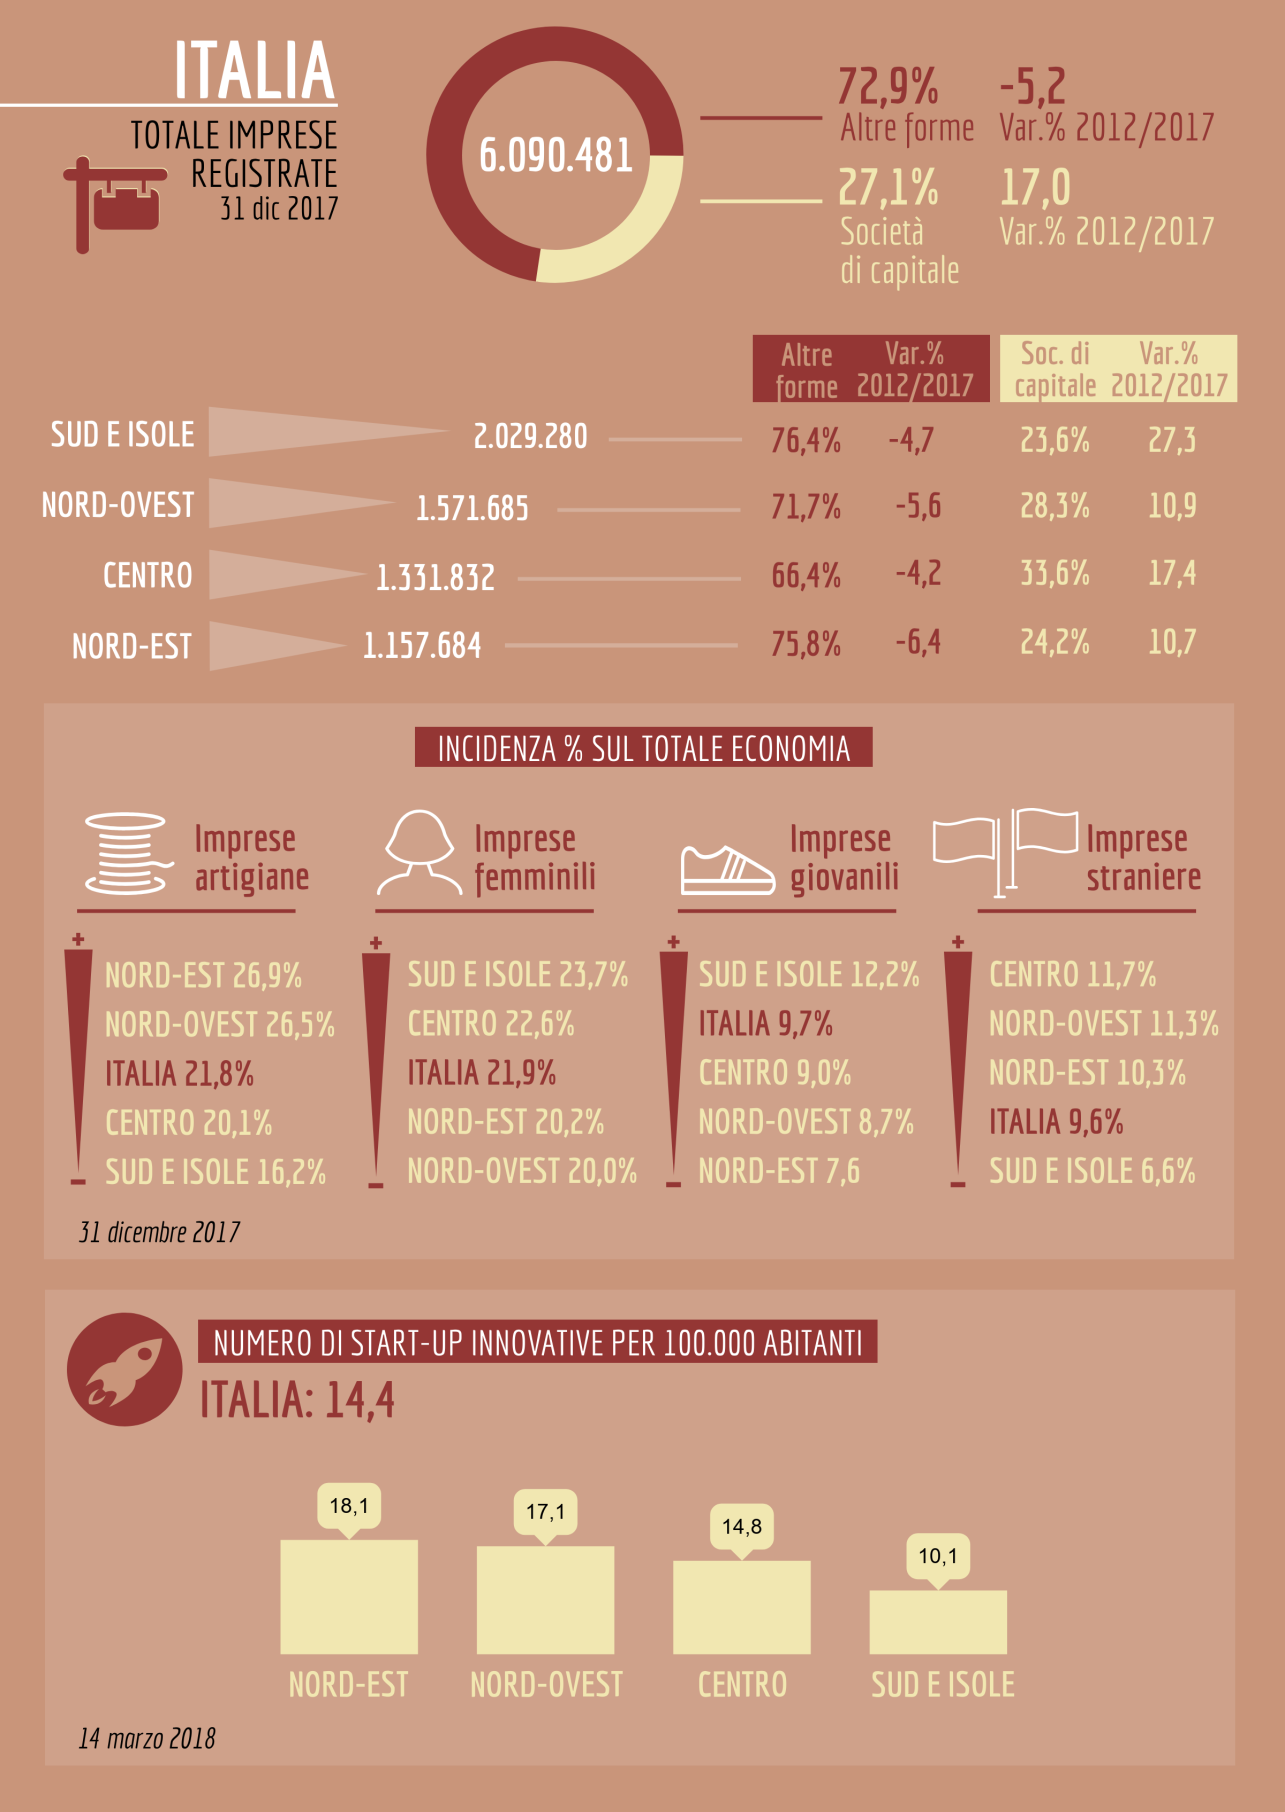 ITALIA
TOTALE IMPRESE
REGISTRATE
31 dic 2017
6.090.481
72,9% -5,2
Altre forme Var.% 2012/2017
27,1% 17,0
Società Var.% 2012/2017
di capitale
Altre Var.% Soc. di Var.%
forme 2012/2017 capitale 2012/2017
SUD E ISOLE 2.029.280 76,4% -4,7 23,6% 27,3
NORD-OVEST 1.571.685 71,7% -5,6 28,3% 10,9
CENTRO 1.331.832 66,4% -4,2 33,6% 17,4
NORD-EST 1.157.684 75,8% -6,4 24,2% 10,7
INCIDENZA % SUL TOTALE ECONOMIA
Imprese
artigiane
+
NORD-EST 26,9%
NORD-OVEST 26,5%
ITALIA 21,8%
CENTRO 20,1%
SUD E ISOLE 16,2%
-
Imprese
femminili
+
SUD E ISOLE 23,7%
CENTRO 22,6%
ITALIA 21,9%
NORD-EST 20,2%
NORD-OVEST 20,0%
-
Imprese
giovanili
+
SUD E ISOLE 12,2%
ITALIA 9,7%
CENTRO 9,0%
NORD-OVEST 8,7%
NORD-EST 7,6
-
Imprese
straniere
+
CENTRO 11,7%
NORD-OVEST 11,3%
NORD-EST 10,3%
ITALIA 9,6%
SUD E ISOLE 6,6%
-
31 dicembre 2017
NUMERO DI START-UP INNOVATIVE PER 100.000 ABITANTI
ITALIA: 14,4
18,1 17,1 14,8 10,1
NORD-EST NORD-OVEST CENTRO SUD E ISOLE
14 marzo 2018